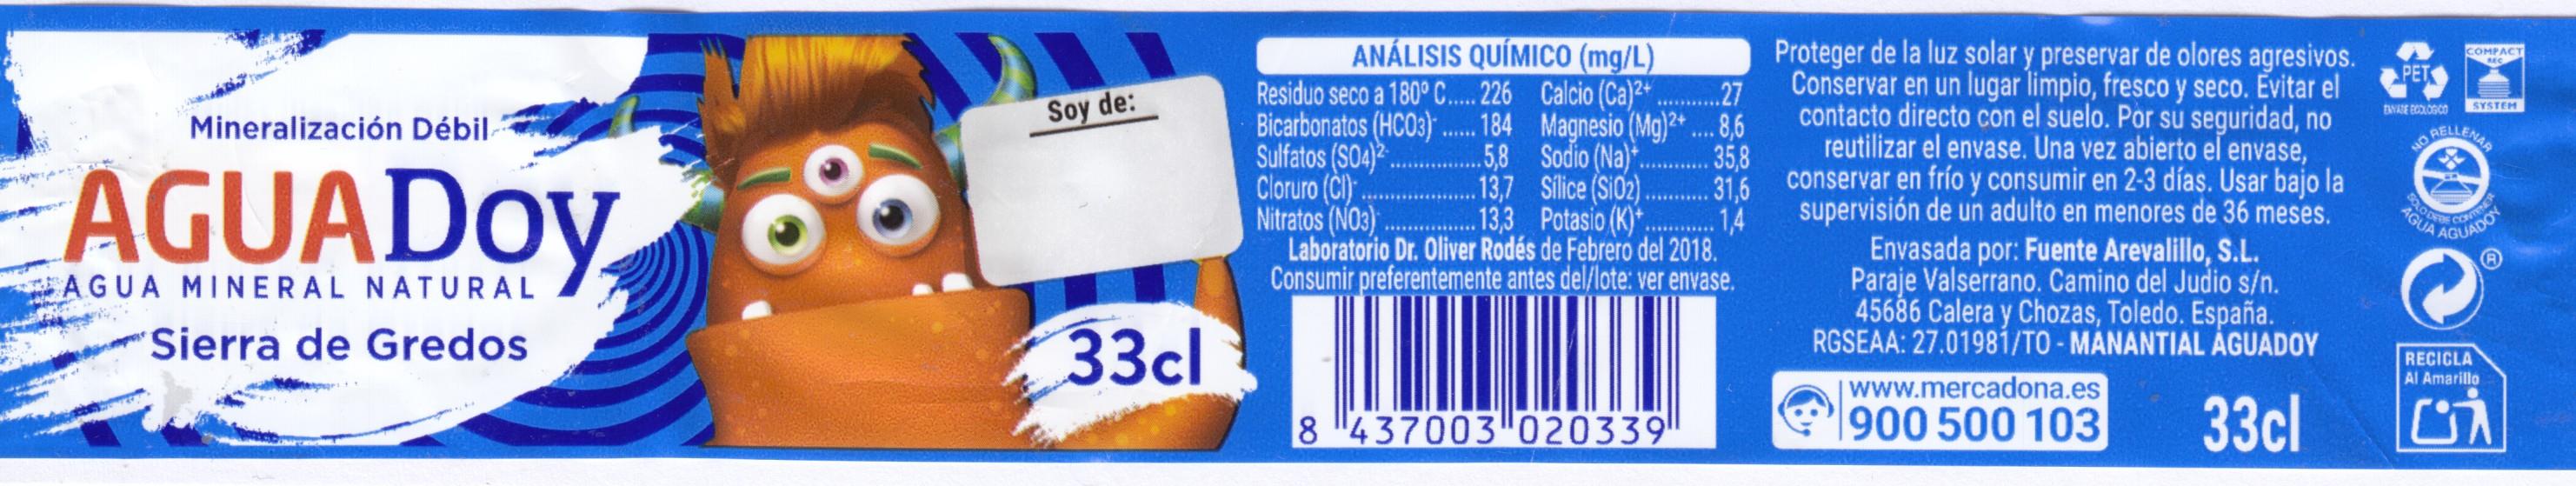 Mineralización Débil
AGUADoy
AGUA MINERAL NATURAL
Sierra de Gredos
Soy de:
33cl
ANÁLISIS QUÍMICO (mg/L)
Residuo seco a 180º C..... 226
Bicarbonatos (HCO3)- ...... 184
Sulfatos (SO4)2-............... 5,8
Cloruro (Cl)- .................... 13,7
Nitratos (NO3)- ............... 13,3
Calcio (Ca)2+ ...........27
Magnesio (Mg)2+ .... 8,6
Sodio (Na)+............ 35,8
Sílice (SiO2) ........... 31,6
Potasio (K)+............ 1,4
Laboratorio Dr. Oliver Rodés de Febrero del 2018.
Consumir preferentemente antes del/lote: ver envase.
8 437003 020339
Proteger de la luz solar y preservar de olores agresivos.
Conservar en un lugar limpio, fresco y seco. Evitar el
contacto directo con el suelo. Por su seguridad, no
reutilizar el envase. Una vez abierto el envase,
conservar en frío y consumir en 2-3 días. Usar bajo la
supervisión de un adulto en menores de 36 meses.
Envasada por: Fuente Arevalillo, S.L.
Paraje Valserrano. Camino del Judio s/n.
45686 Calera y Chozas, Toledo. España.
RGSEAA: 27.01981/TO - MANANTIAL AGUADOY
www.mercadona.es
900 500 103
33cl
PET
ENVASE ECOLÓGICO
COMPACT
REC
SYSTEM
NO RELLENAR
SOLO DEBE CONTENER
AGUA AGUADOY
®
RECICLA
Al Amarillo